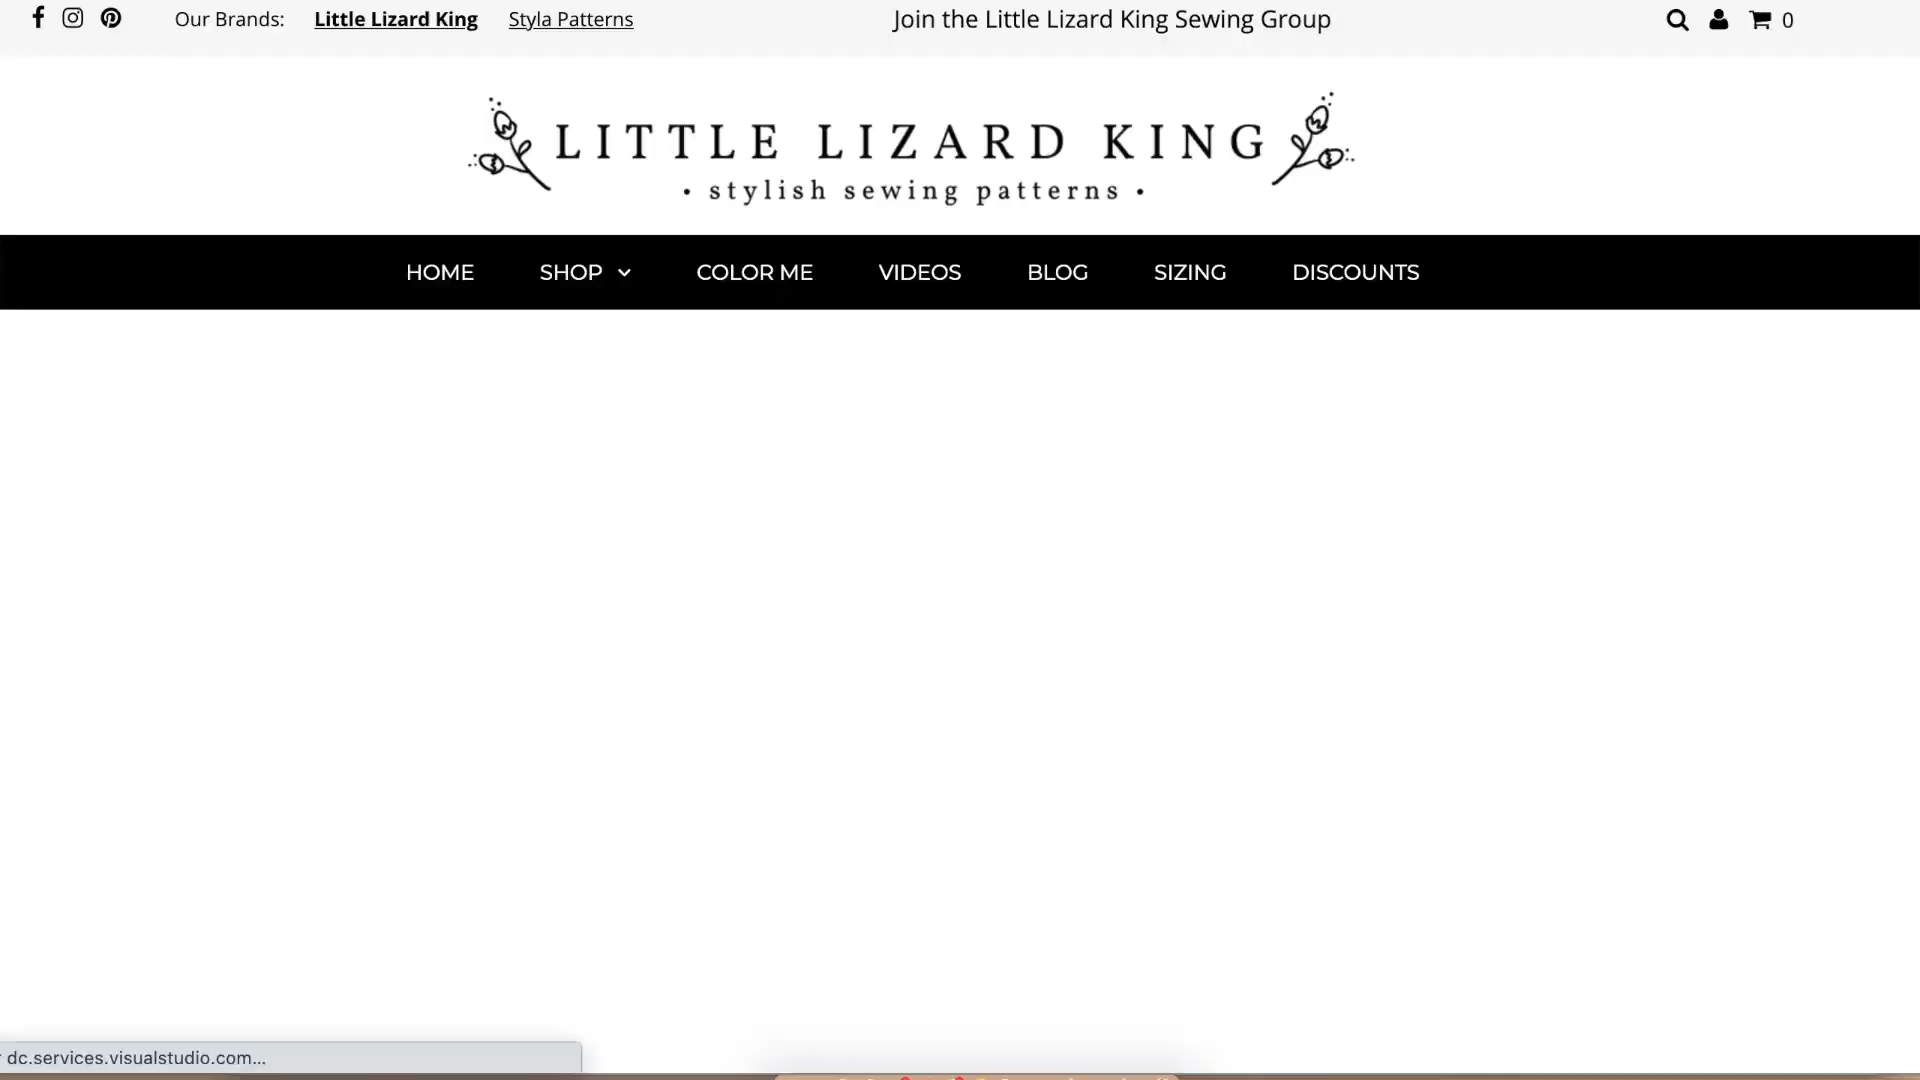 Our Brands: Little Lizard King Styla Patterns Join the Little Lizard King Sewing Group 0
LITTLE LIZARD KING
• stylish sewing patterns •
HOME SHOP COLOR ME VIDEOS BLOG SIZING DISCOUNTS
dc.services.visualstudio.com...